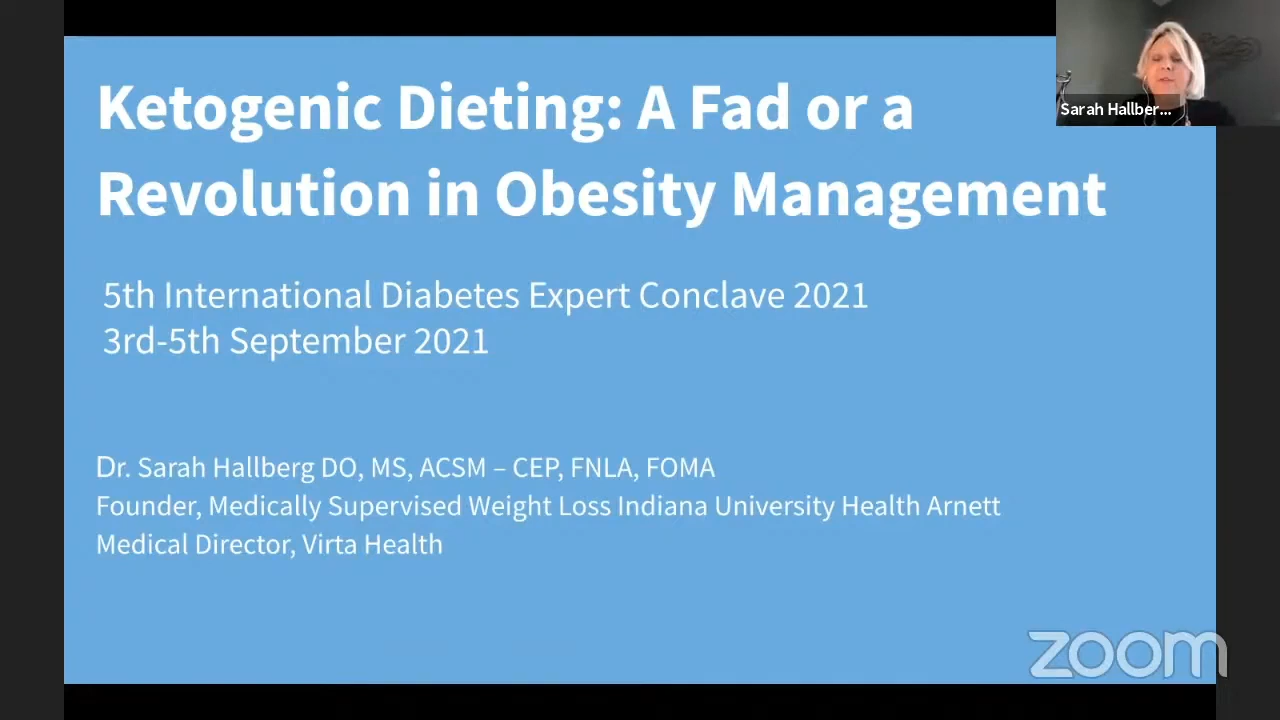 Ketogenic Dieting: A Fad or a
Revolution in Obesity Management
Sarah Hallber...
5th International Diabetes Expert Conclave 2021
3rd-5th September 2021
Dr. Sarah Hallberg DO, MS, ACSM – CEP, FNLA, FOMA
Founder, Medically Supervised Weight Loss Indiana University Health Arnett
Medical Director, Virta Health
zoom